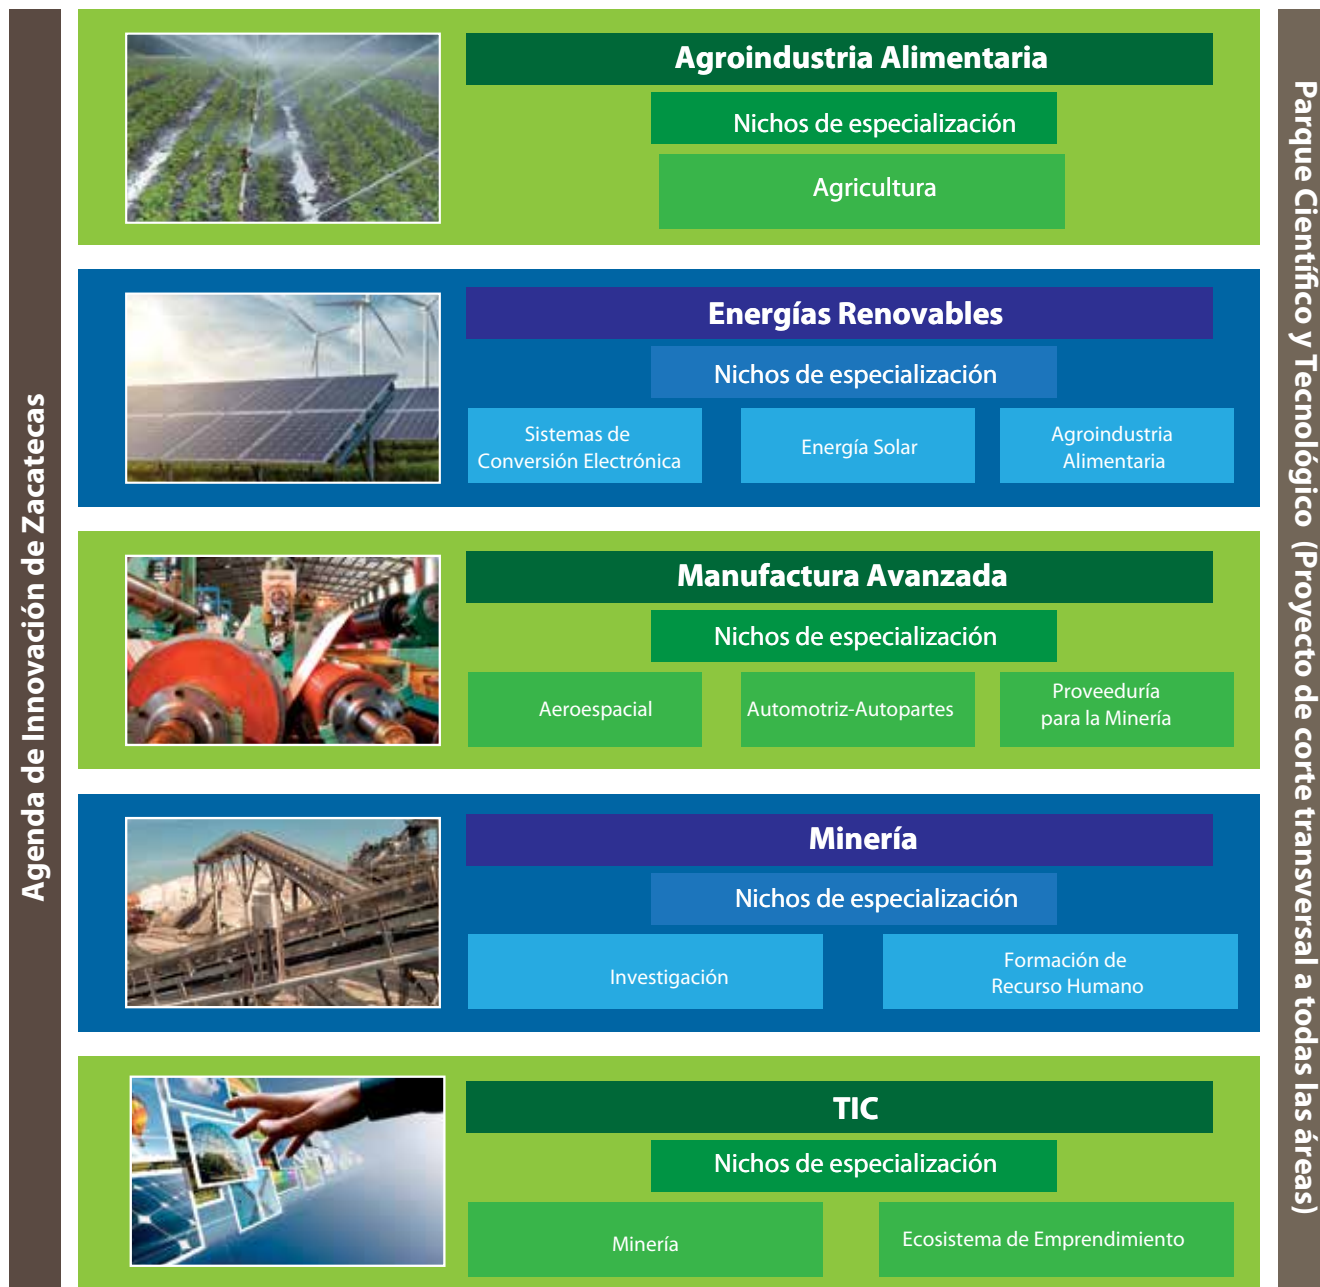 Agenda de Innovación de Zacatecas
Agroindustria Alimentaria
Nichos de especialización
Agricultura
Energías Renovables
Nichos de especialización
Sistemas de
Conversión Electrónica
Energía Solar
Agroindustria
Alimentaria
Manufactura Avanzada
Nichos de especialización
Aeroespacial
Automotriz-Autopartes
Proveeduría
para la Minería
Minería
Nichos de especialización
Investigación
Formación de
Recurso Humano
TIC
Nichos de especialización
Minería
Ecosistema de Emprendimiento
Parque Científico y Tecnológico (Proyecto de corte transversal a todas las áreas)